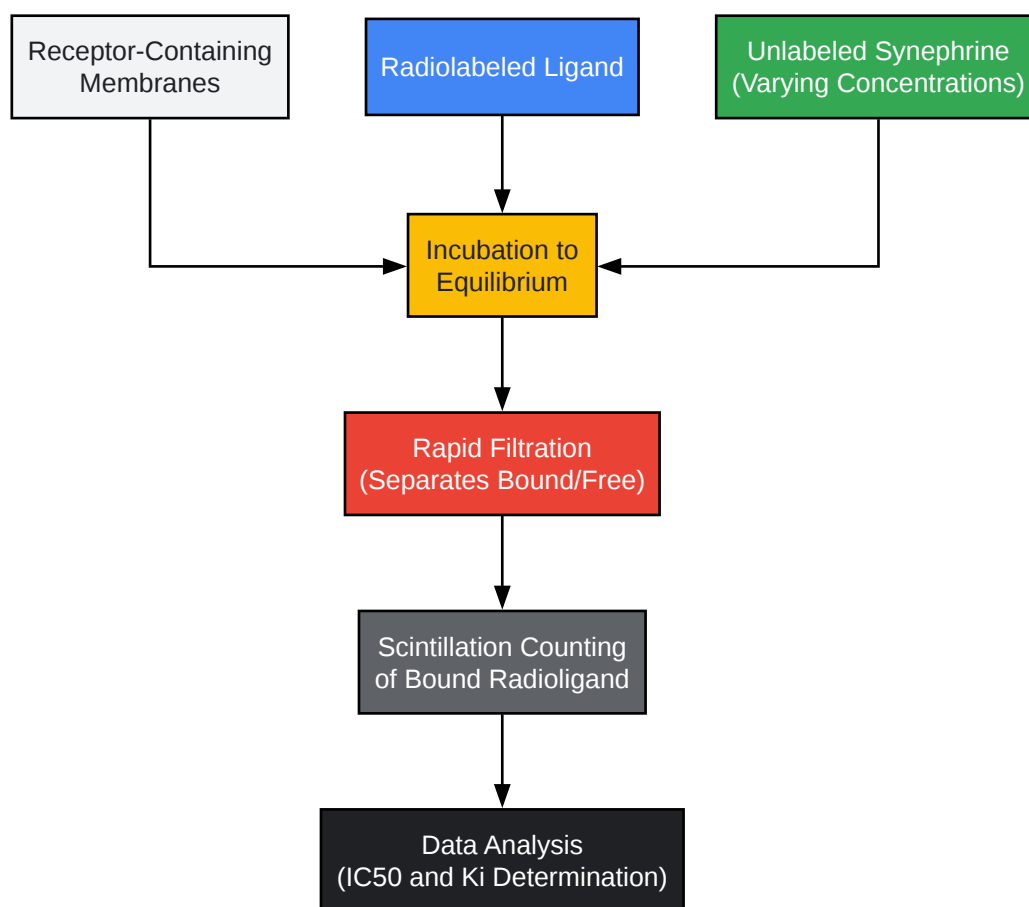 Receptor-Containing
Membranes
Radiolabeled Ligand
Unlabeled Synephrine
(Varying Concentrations)
Incubation to
Equilibrium
Rapid Filtration
(Separates Bound/Free)
Scintillation Counting
of Bound Radioligand
Data Analysis
(IC50 and Ki Determination)